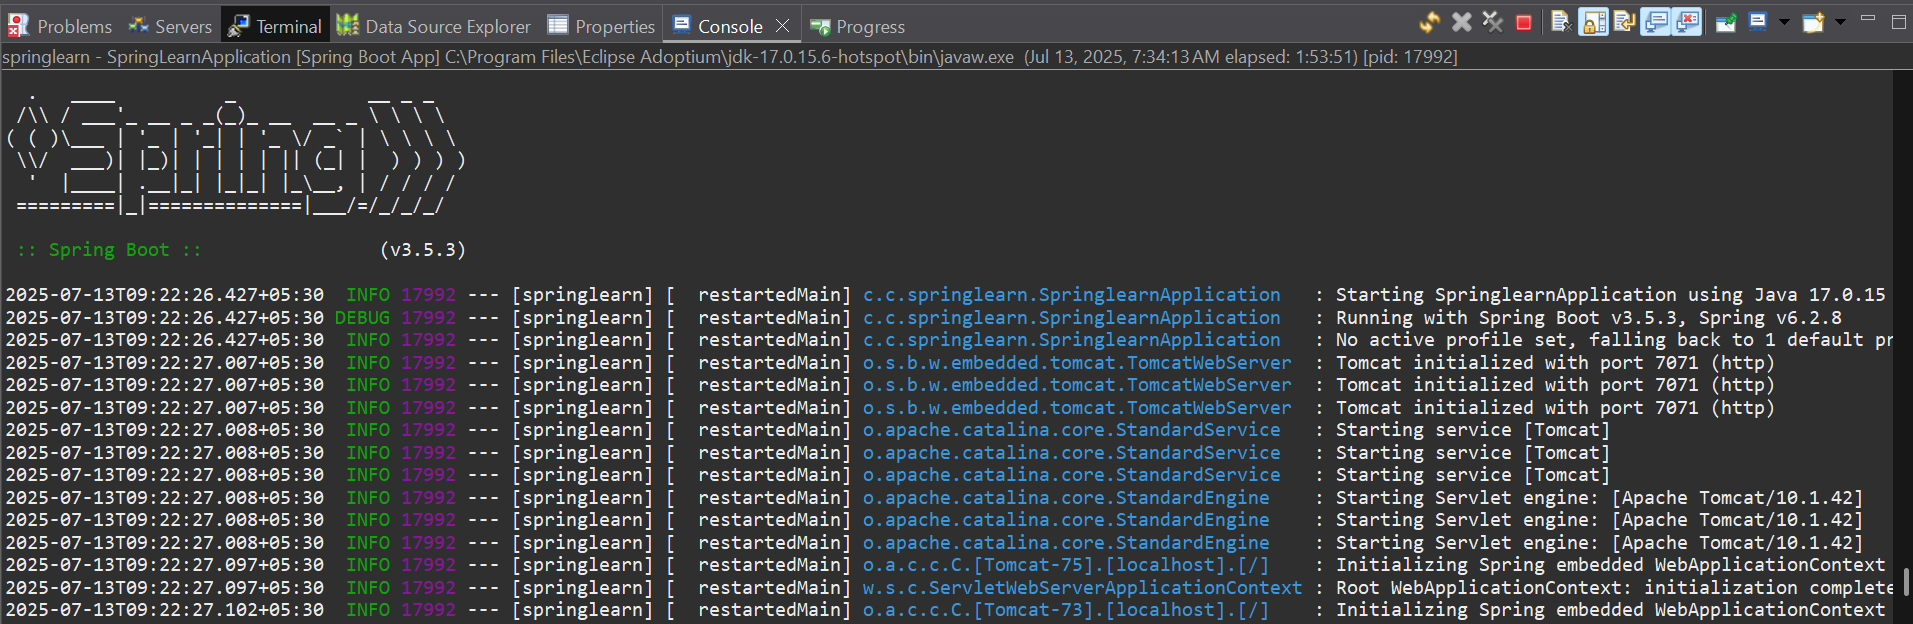 Problems Servers Terminal Data Source Explorer Properties Console Progress
springlearn - SpringLearnApplication [Spring Boot App] C:\Program Files\Eclipse Adoptium\jdk-17.0.15.6-hotspot\bin\javaw.exe (Jul 13, 2025, 7:34:13 AM elapsed: 1:53:51) [pid: 17992]
  .   ____          _            __ _ _
 /\\ / ___'_ __ _ _(_)_ __  __ _ \ \ \ \
( ( )\___ | '_ | '_| | '_ \/ _` | \ \ \ \
 \\/  ___)| |_)| | | | | || (_| |  ) ) ) )
  '  |____| .__|_| |_|_| |_\__, | / / / /
 =========|_|==============|___/=/_/_/_/
:: Spring Boot :: (v3.5.3)
2025-07-13T09:22:26.427+05:30 INFO 17992 --- [springlearn] [ restartedMain] c.c.springlearn.SpringlearnApplication : Starting SpringlearnApplication using Java 17.0.15
2025-07-13T09:22:26.427+05:30 DEBUG 17992 --- [springlearn] [ restartedMain] c.c.springlearn.SpringlearnApplication : Running with Spring Boot v3.5.3, Spring v6.2.8
2025-07-13T09:22:26.427+05:30 INFO 17992 --- [springlearn] [ restartedMain] c.c.springlearn.SpringlearnApplication : No active profile set, falling back to 1 default pr
2025-07-13T09:22:27.007+05:30 INFO 17992 --- [springlearn] [ restartedMain] o.s.b.w.embedded.tomcat.TomcatWebServer : Tomcat initialized with port 7071 (http)
2025-07-13T09:22:27.007+05:30 INFO 17992 --- [springlearn] [ restartedMain] o.s.b.w.embedded.tomcat.TomcatWebServer : Tomcat initialized with port 7071 (http)
2025-07-13T09:22:27.007+05:30 INFO 17992 --- [springlearn] [ restartedMain] o.s.b.w.embedded.tomcat.TomcatWebServer : Tomcat initialized with port 7071 (http)
2025-07-13T09:22:27.008+05:30 INFO 17992 --- [springlearn] [ restartedMain] o.apache.catalina.core.StandardService : Starting service [Tomcat]
2025-07-13T09:22:27.008+05:30 INFO 17992 --- [springlearn] [ restartedMain] o.apache.catalina.core.StandardService : Starting service [Tomcat]
2025-07-13T09:22:27.008+05:30 INFO 17992 --- [springlearn] [ restartedMain] o.apache.catalina.core.StandardService : Starting service [Tomcat]
2025-07-13T09:22:27.008+05:30 INFO 17992 --- [springlearn] [ restartedMain] o.apache.catalina.core.StandardEngine : Starting Servlet engine: [Apache Tomcat/10.1.42]
2025-07-13T09:22:27.008+05:30 INFO 17992 --- [springlearn] [ restartedMain] o.apache.catalina.core.StandardEngine : Starting Servlet engine: [Apache Tomcat/10.1.42]
2025-07-13T09:22:27.008+05:30 INFO 17992 --- [springlearn] [ restartedMain] o.apache.catalina.core.StandardEngine : Starting Servlet engine: [Apache Tomcat/10.1.42]
2025-07-13T09:22:27.097+05:30 INFO 17992 --- [springlearn] [ restartedMain] o.a.c.c.C.[Tomcat-75].[localhost].[/] : Initializing Spring embedded WebApplicationContext
2025-07-13T09:22:27.097+05:30 INFO 17992 --- [springlearn] [ restartedMain] w.s.c.ServletWebServerApplicationContext : Root WebApplicationContext: initialization complete
2025-07-13T09:22:27.102+05:30 INFO 17992 --- [springlearn] [ restartedMain] o.a.c.c.C.[Tomcat-73].[localhost].[/] : Initializing Spring embedded WebApplicationContext